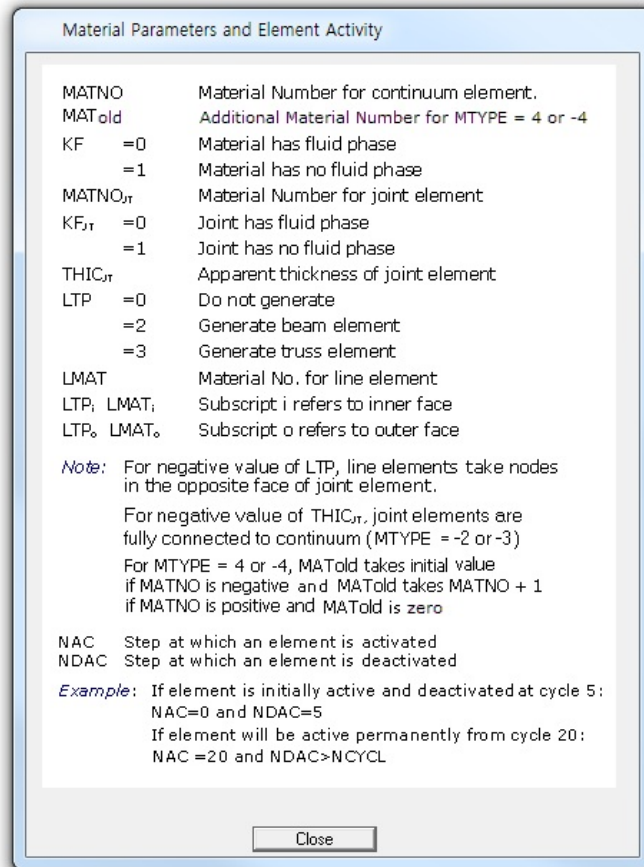 Material Parameters and Element Activity
MATNO Material Number for continuum element.
MATold Additional Material Number for MTYPE = 4 or -4
KF =0 Material has fluid phase
=1 Material has no fluid phase
MATNOJT Material Number for joint element
KFJT =0 Joint has fluid phase
=1 Joint has no fluid phase
THICJT Apparent thickness of joint element
LTP =0 Do not generate
=2 Generate beam element
=3 Generate truss element
LMAT Material No. for line element
LTPi LMATi Subscript i refers to inner face
LTPo LMATo Subscript o refers to outer face
Note: For negative value of LTP, line elements take nodes
in the opposite face of joint element.
For negative value of THICJT, joint elements are
fully connected to continuum (MTYPE = -2 or -3)
For MTYPE = 4 or -4, MATold takes initial value
if MATNO is negative and MATold takes MATNO + 1
if MATNO is positive and MATold is zero
NAC Step at which an element is activated
NDAC Step at which an element is deactivated
Example: If element is initially active and deactivated at cycle 5:
NAC=0 and NDAC=5
If element will be active permanently from cycle 20:
NAC =20 and NDAC>NCYCL
Close